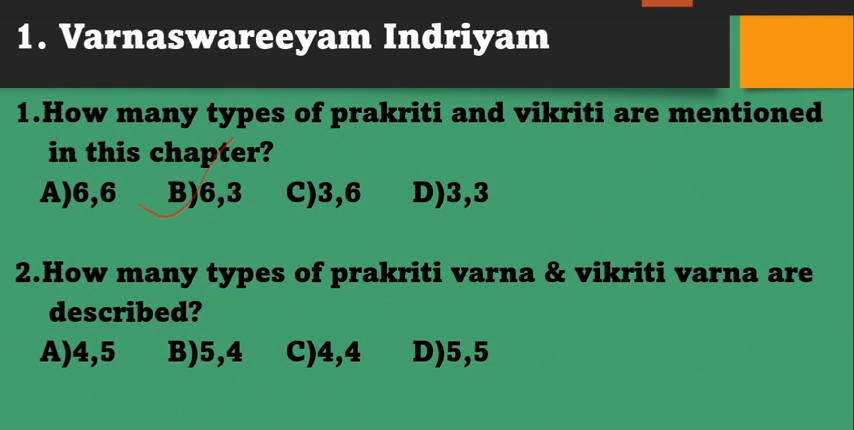 1. Varnaswareeyam Indriyam
1.How many types of prakriti and vikriti are mentioned
in this chapter?
A)6,6 B)6,3 C)3,6 D)3,3
2.How many types of prakriti varna & vikriti varna are
described?
A)4,5 B)5,4 C)4,4 D)5,5